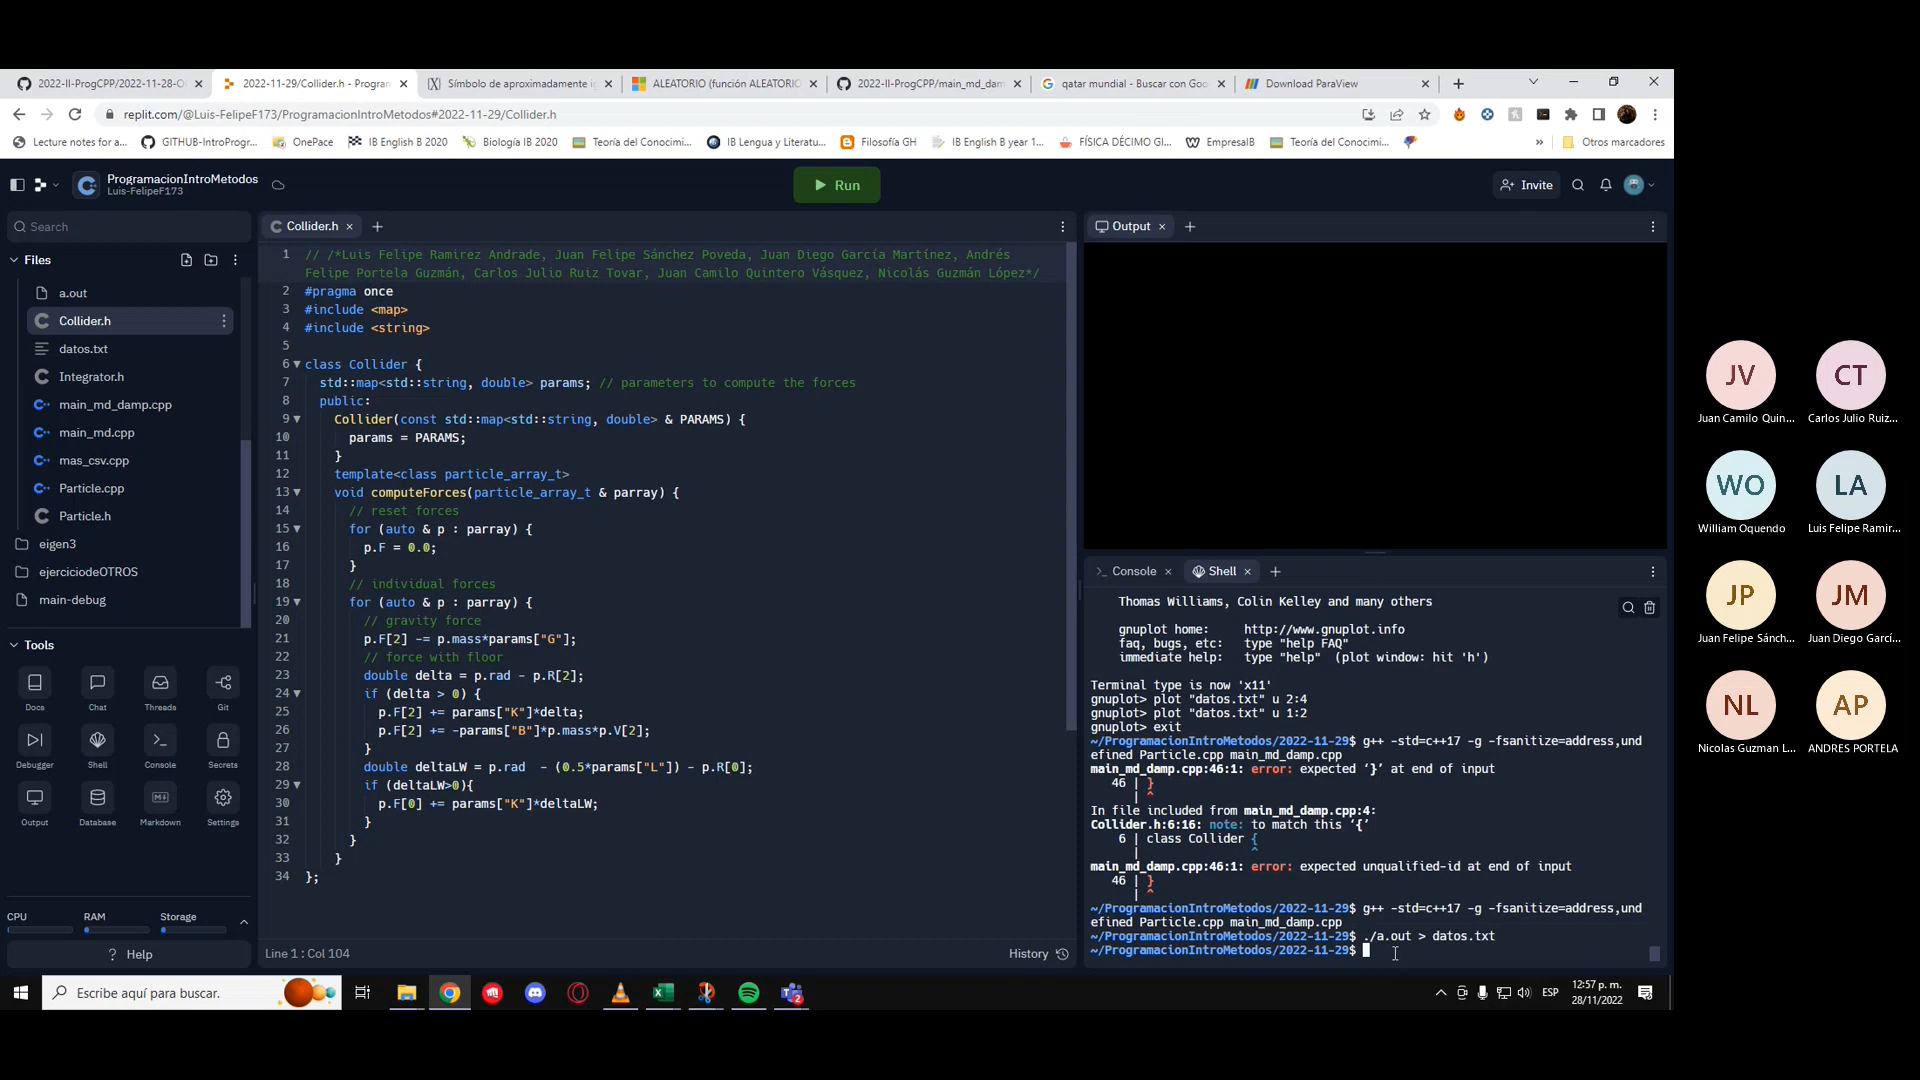 2022-II-ProgCPP/2022-11-28-O
2022-11-29/Collider.h - Program
Símbolo de aproximadamente ig
ALEATORIO (función ALEATORIO
2022-II-ProgCPP/main_md_dam
qatar mundial - Buscar con Goo
Download ParaView
replit.com/@Luis-FelipeF173/ProgramacionIntroMetodos#2022-11-29/Collider.h
Lecture notes for a...
GITHUB-IntroProgr...
OnePace
IB English B 2020
Biología IB 2020
Teoría del Conocimi...
IB Lengua y Literatu...
Filosofía GH
IB English B year 1...
FÍSICA DÉCIMO GI...
EmpresaIB
Teoría del Conocimi...
»
Otros marcadores
ProgramacionIntroMetodos
Luis-FelipeF173
Run
Invite
Search
Files
a.out
Collider.h
datos.txt
Integrator.h
main_md_damp.cpp
main_md.cpp
mas_csv.cpp
Particle.cpp
Particle.h
eigen3
ejerciciodeOTROS
main-debug
Tools
Docs
Chat
Threads
Git
Debugger
Shell
Console
Secrets
Output
Database
Markdown
Settings
CPU
RAM
Storage
? Help
Collider.h
1 // /*Luis Felipe Ramirez Andrade, Juan Felipe Sánchez Poveda, Juan Diego García Martínez, Andrés
Felipe Portela Guzmán, Carlos Julio Ruiz Tovar, Juan Camilo Quintero Vásquez, Nicolás Guzmán López*/
2 #pragma once
3 #include <map>
4 #include <string>
5
6 class Collider {
7 std::map<std::string, double> params; // parameters to compute the forces
8 public:
9 Collider(const std::map<std::string, double> & PARAMS) {
10 params = PARAMS;
11 }
12 template<class particle_array_t>
13 void computeForces(particle_array_t & parray) {
14 // reset forces
15 for (auto & p : parray) {
16 p.F = 0.0;
17 }
18 // individual forces
19 for (auto & p : parray) {
20 // gravity force
21 p.F[2] -= p.mass*params["G"];
22 // force with floor
23 double delta = p.rad - p.R[2];
24 if (delta > 0) {
25 p.F[2] += params["K"]*delta;
26 p.F[2] += -params["B"]*p.mass*p.V[2];
27 }
28 double deltaLW = p.rad  - (0.5*params["L"]) - p.R[0];
29 if (deltaLW>0){
30 p.F[0] += params["K"]*deltaLW;
31 }
32 }
33 }
34 };
Line 1 : Col 104
History
Output
Console
Shell
Thomas Williams, Colin Kelley and many others
gnuplot home:     http://www.gnuplot.info
faq, bugs, etc:   type "help FAQ"
immediate help:   type "help"  (plot window: hit 'h')
Terminal type is now 'x11'
gnuplot> plot "datos.txt" u 2:4
gnuplot> plot "datos.txt" u 1:2
gnuplot> exit
~/ProgramacionIntroMetodos/2022-11-29$ g++ -std=c++17 -g -fsanitize=address,und
efined Particle.cpp main_md_damp.cpp
main_md_damp.cpp:46:1: error: expected ‘}’ at end of input
46 | }
| ^
In file included from main_md_damp.cpp:4:
Collider.h:6:16: note: to match this ‘{’
6 | class Collider {
| ^
main_md_damp.cpp:46:1: error: expected unqualified-id at end of input
46 | }
| ^
~/ProgramacionIntroMetodos/2022-11-29$ g++ -std=c++17 -g -fsanitize=address,und
efined Particle.cpp main_md_damp.cpp
~/ProgramacionIntroMetodos/2022-11-29$ ./a.out > datos.txt
~/ProgramacionIntroMetodos/2022-11-29$
Escribe aquí para buscar.
ESP
12:57 p. m.
28/11/2022
JV
Juan Camilo Quin...
CT
Carlos Julio Ruiz...
WO
William Oquendo
LA
Luis Felipe Ramir...
JP
Juan Felipe Sánch...
JM
Juan Diego Garcí...
NL
Nicolas Guzman L...
AP
ANDRES PORTELA